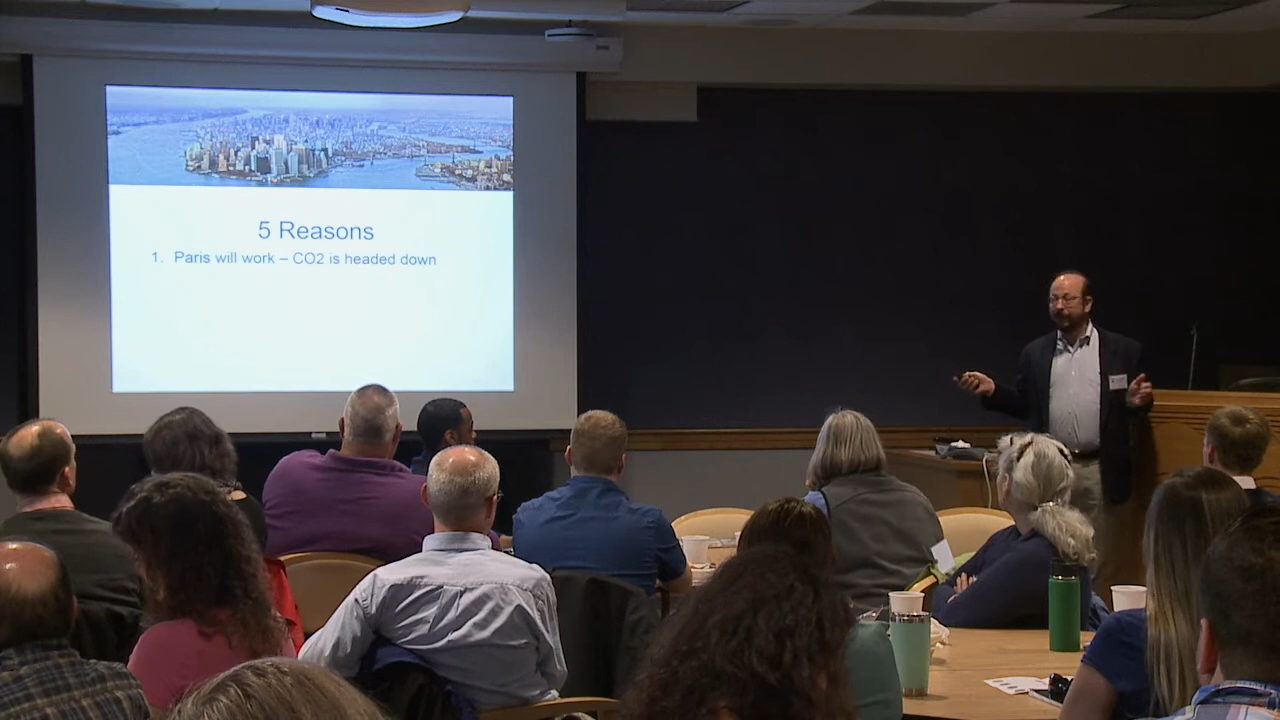 5 Reasons
1. Paris will work – CO2 is headed down